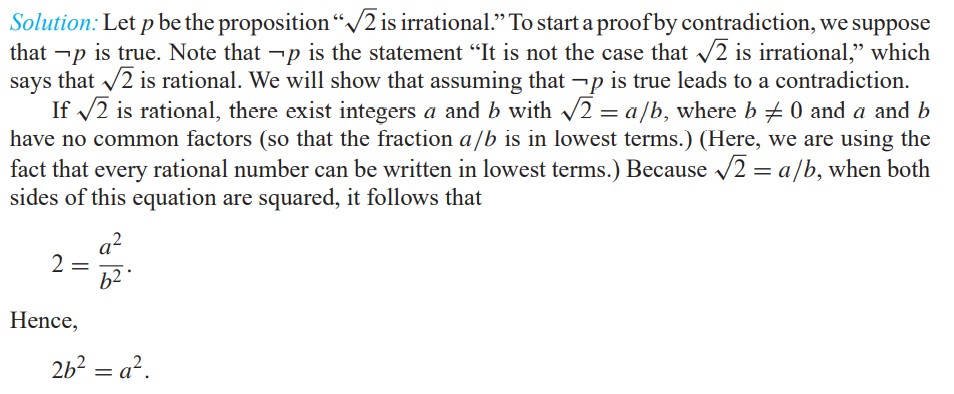 Solution: Let p be the proposition “√2 is irrational.” To start a proof by contradiction, we suppose
that ¬p is true. Note that ¬p is the statement “It is not the case that √2 is irrational,” which
says that √2 is rational. We will show that assuming that ¬p is true leads to a contradiction.
If √2 is rational, there exist integers a and b with √2 = a/b, where b ≠ 0 and a and b
have no common factors (so that the fraction a/b is in lowest terms.) (Here, we are using the
fact that every rational number can be written in lowest terms.) Because √2 = a/b, when both
sides of this equation are squared, it follows that
2 = a²/b².
Hence,
2b² = a².